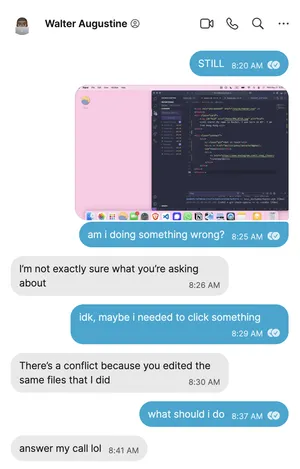 Walter Augustine
STILL 8:20 AM
am i doing something wrong? 8:25 AM
I'm not exactly sure what you're asking
about 8:26 AM
idk, maybe i needed to click something
8:29 AM
There's a conflict because you edited the
same files that I did 8:30 AM
what should i do 8:37 AM
answer my call lol 8:41 AM